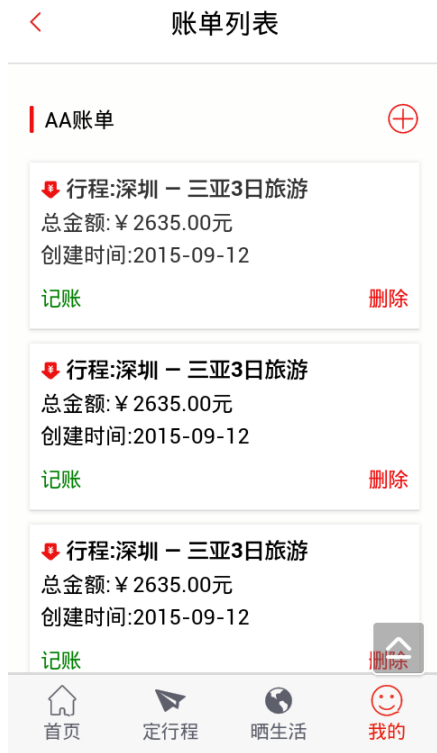 账单列表
AA账单
行程:深圳 — 三亚3日旅游
总金额:￥2635.00元
创建时间:2015-09-12
记账 删除
行程:深圳 — 三亚3日旅游
总金额:￥2635.00元
创建时间:2015-09-12
记账 删除
行程:深圳 — 三亚3日旅游
总金额:￥2635.00元
创建时间:2015-09-12
记账 删除
首页 定行程 晒生活 我的